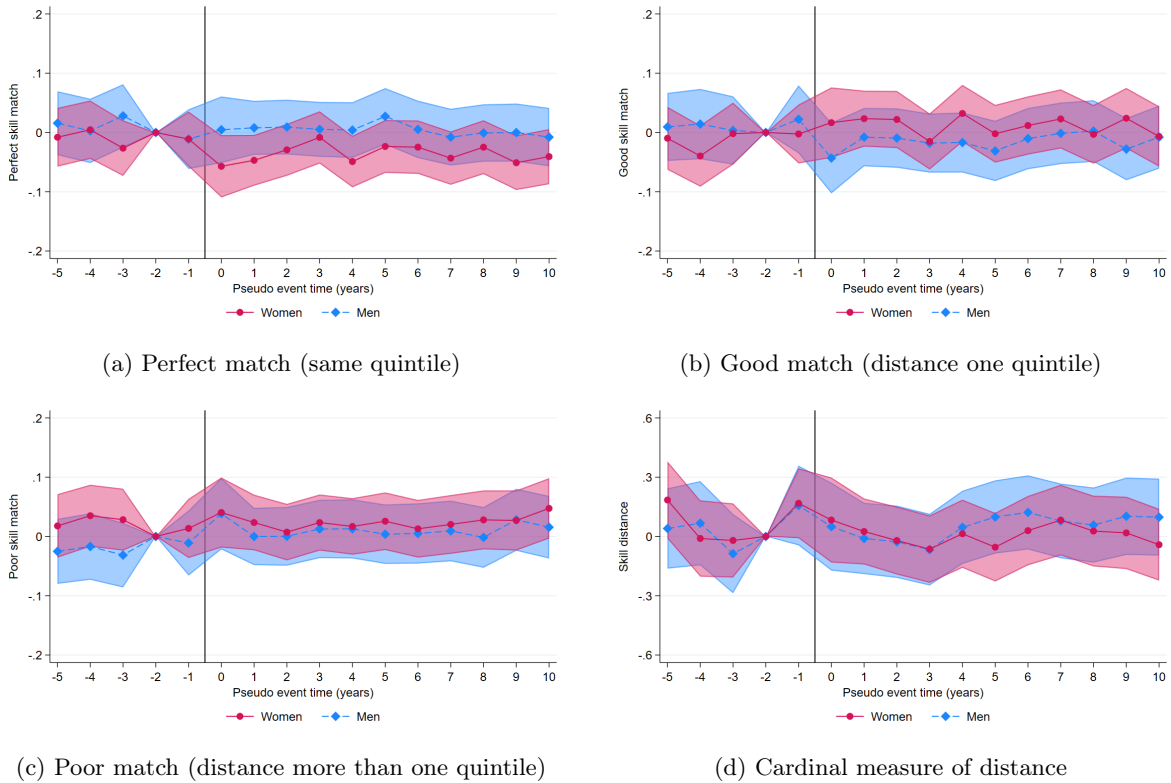 .2
.1
0
-.1
-.2
Perfect skill match
-5 -4 -3 -2 -1 0 1 2 3 4 5 6 7 8 9 10
Pseudo event time (years)
Women Men
(a) Perfect match (same quintile)
.2
.1
0
-.1
-.2
Good skill match
-5 -4 -3 -2 -1 0 1 2 3 4 5 6 7 8 9 10
Pseudo event time (years)
Women Men
(b) Good match (distance one quintile)
.2
.1
0
-.1
-.2
Poor skill match
-5 -4 -3 -2 -1 0 1 2 3 4 5 6 7 8 9 10
Pseudo event time (years)
Women Men
(c) Poor match (distance more than one quintile)
.6
.3
0
-.3
-.6
Skill distance
-5 -4 -3 -2 -1 0 1 2 3 4 5 6 7 8 9 10
Pseudo event time (years)
Women Men
(d) Cardinal measure of distance